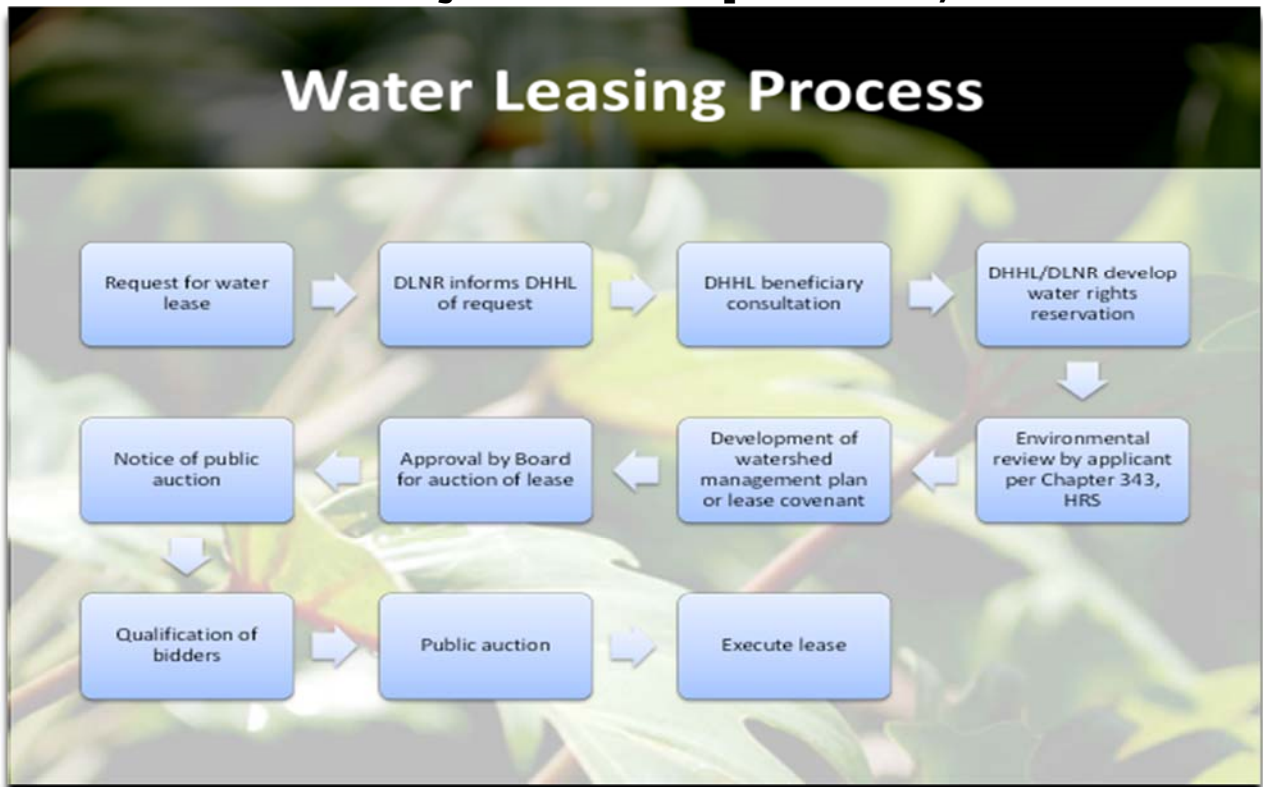 Water Leasing Process
Request for water
lease
DLNR informs DHHL
of request
DHHL beneficiary
consultation
DHHL/DLNR develop
water rights
reservation
Environmental
review by applicant
per Chapter 343,
HRS
Development of
watershed
management plan
or lease covenant
Approval by Board
for auction of lease
Notice of public
auction
Qualification of
bidders
Public auction
Execute lease